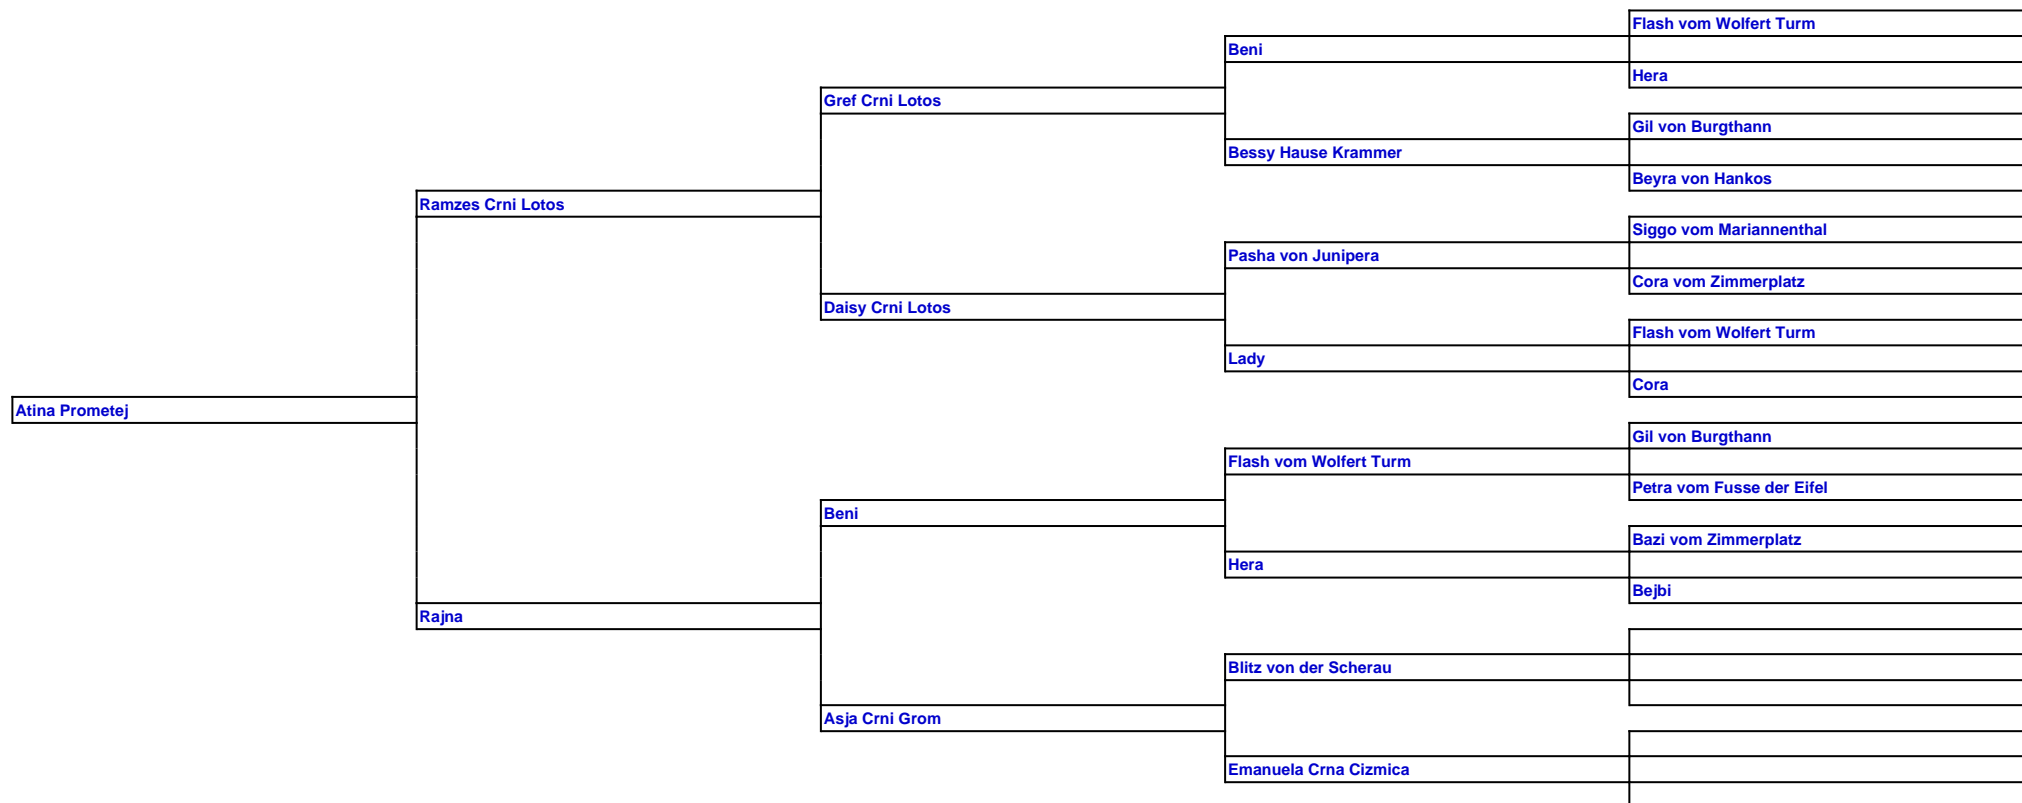 Flash vom Wolfert Turm
Beni
Hera
Gref Crni Lotos
Gil von Burgthann
Bessy Hause Krammer
Beyra von Hankos
Ramzes Crni Lotos
Siggo vom Mariannenthal
Pasha von Junipera
Cora vom Zimmerplatz
Daisy Crni Lotos
Flash vom Wolfert Turm
Lady
Cora
Atina Prometej
Gil von Burgthann
Flash vom Wolfert Turm
Petra vom Fusse der Eifel
Beni
Bazi vom Zimmerplatz
Hera
Bejbi
Rajna
Blitz von der Scherau
Asja Crni Grom
Emanuela Crna Cizmica